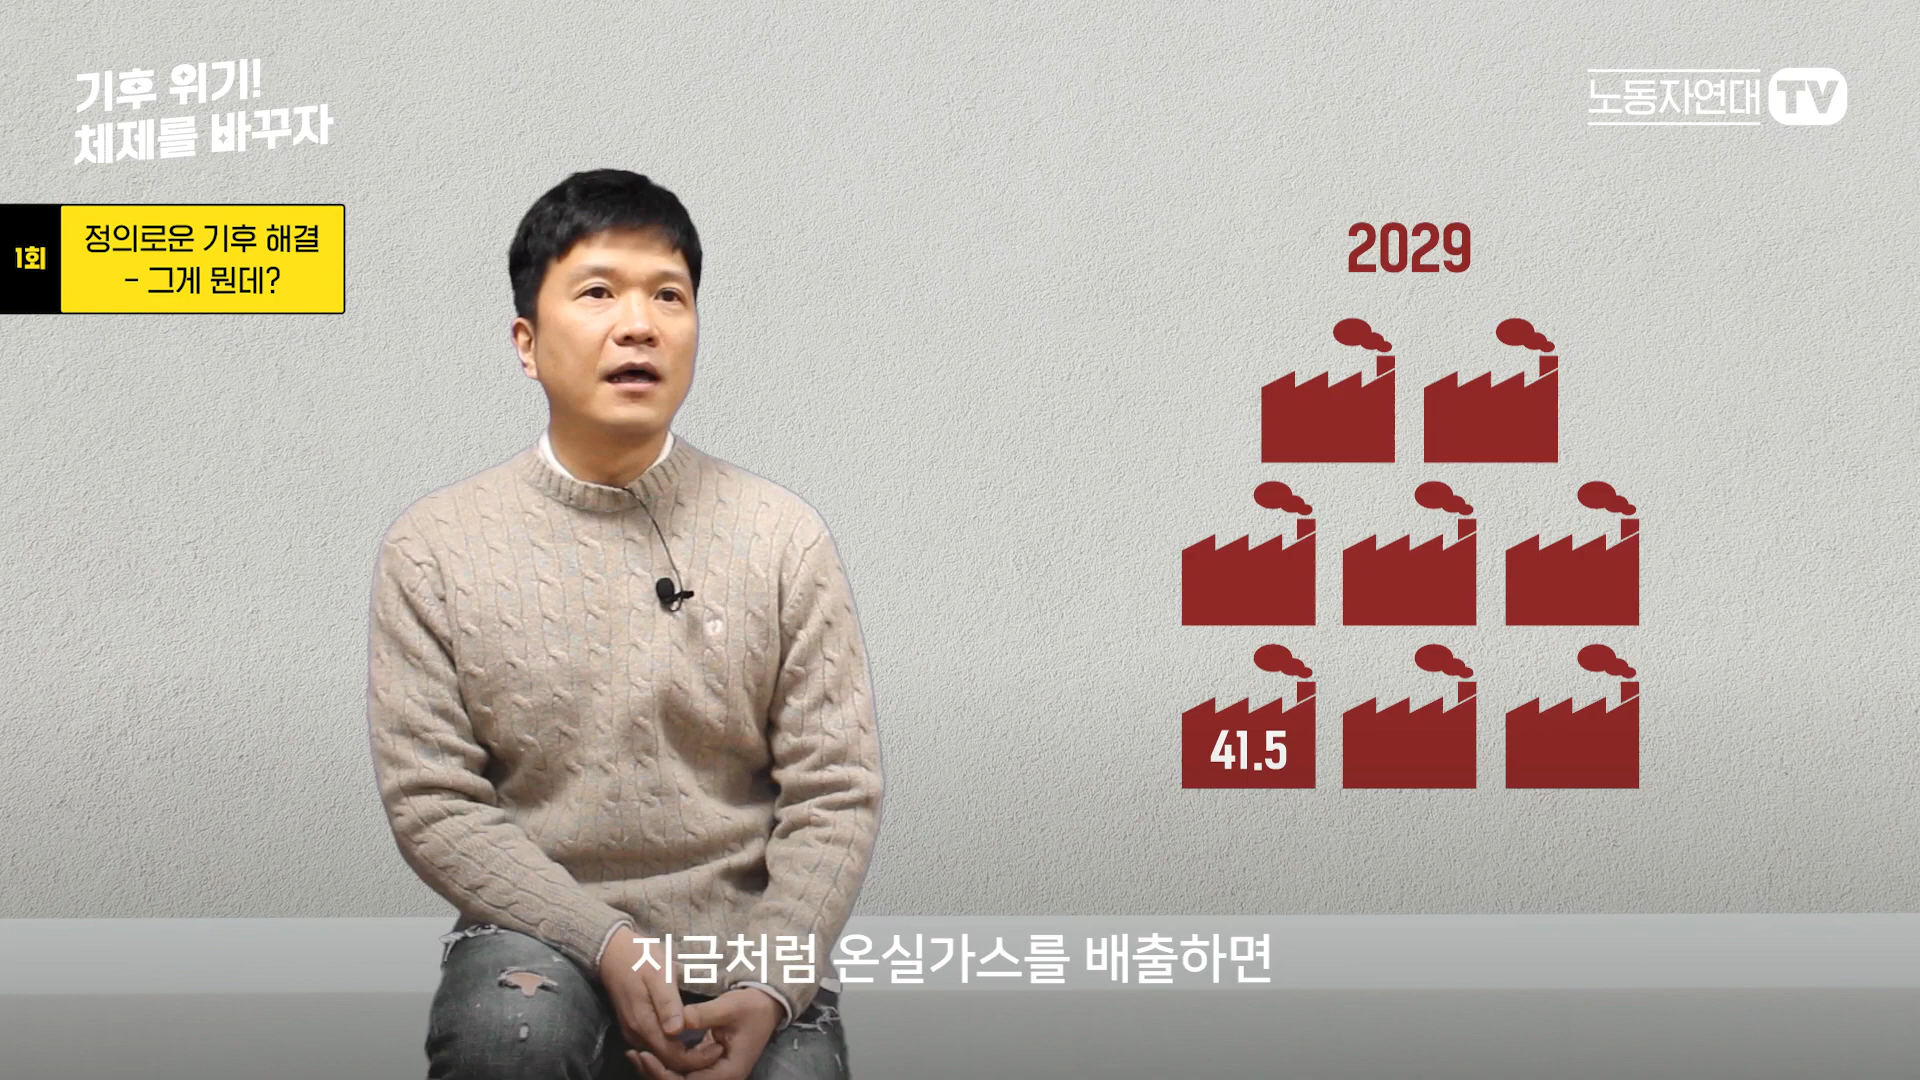 기후 위기!
체제를 바꾸자
노동자연대 TV
1회
정의로운 기후 해결
- 그게 뭔데?
2029
41.5
지금처럼 온실가스를 배출하면